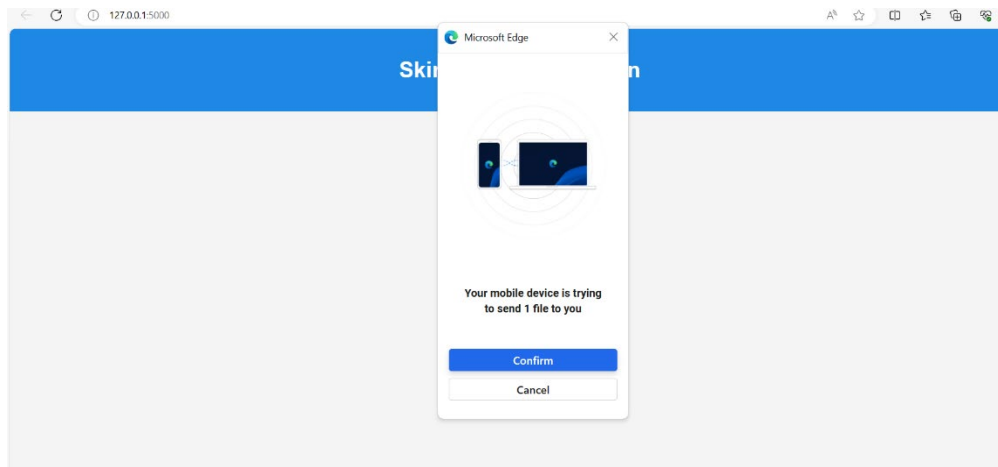 127.0.0.1:5000
Microsoft Edge
Your mobile device is trying
to send 1 file to you
Confirm
Cancel